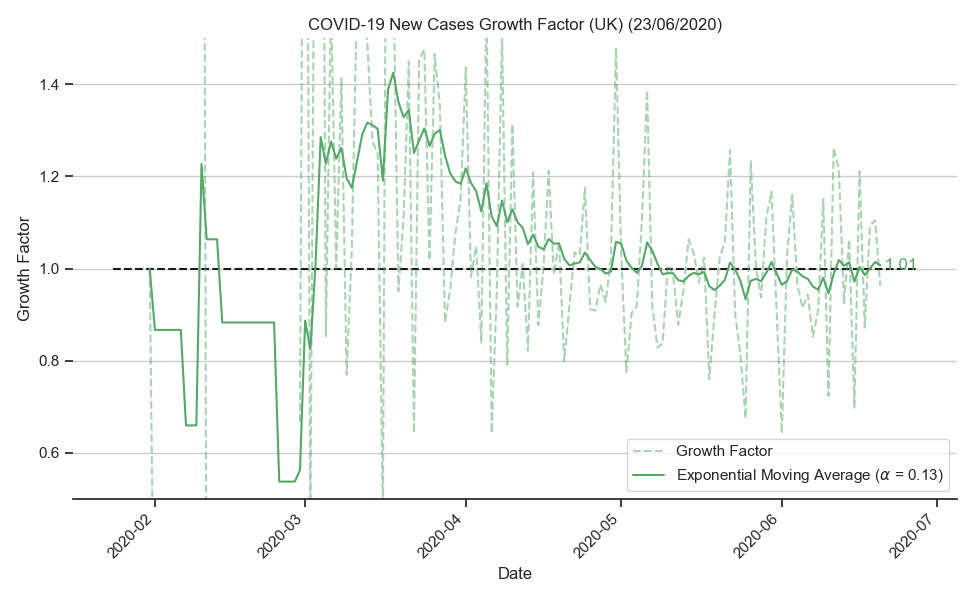 COVID-19 New Cases Growth Factor (UK) (23/06/2020)
Growth Factor
1.4
1.2
1.0
0.8
0.6
1.01
Growth Factor
Exponential Moving Average (α = 0.13)
2020-02
2020-03
2020-04
2020-05
2020-06
2020-07
Date